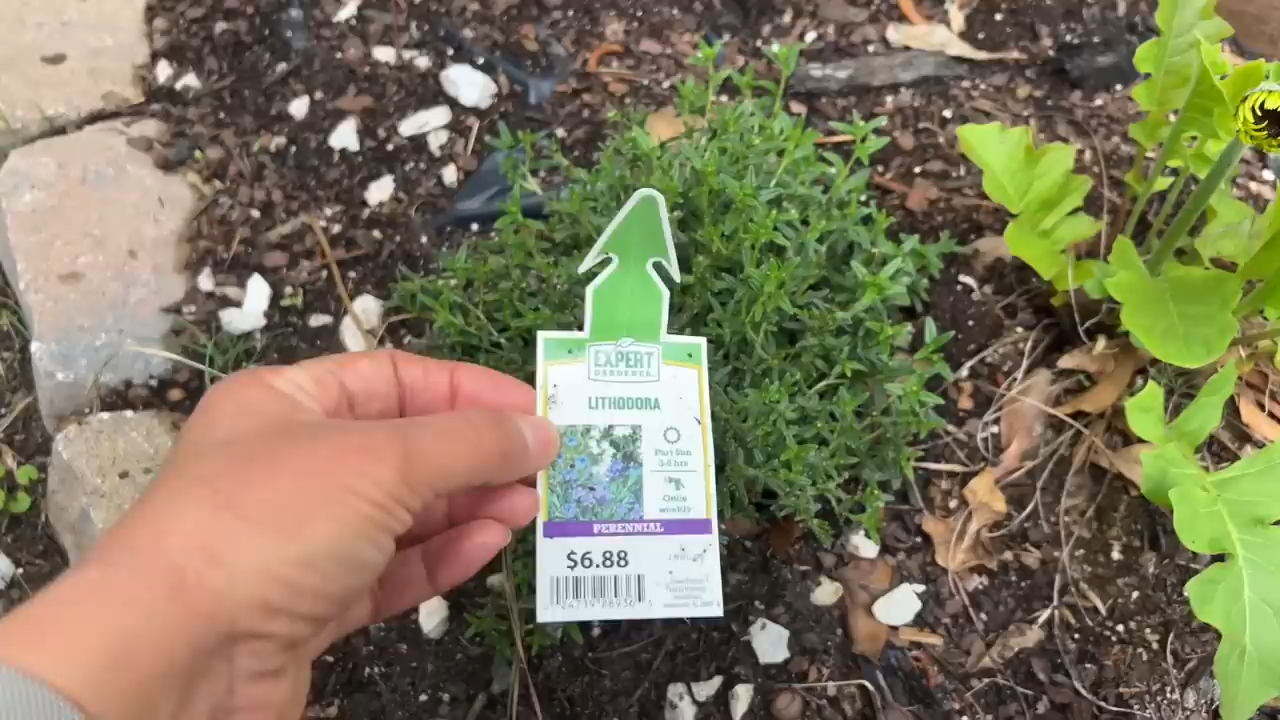 EXPERT
GARDENER
LITHODORA
Part Sun
3-6 hrs
Once
weekly
PERENNIAL
$6.88